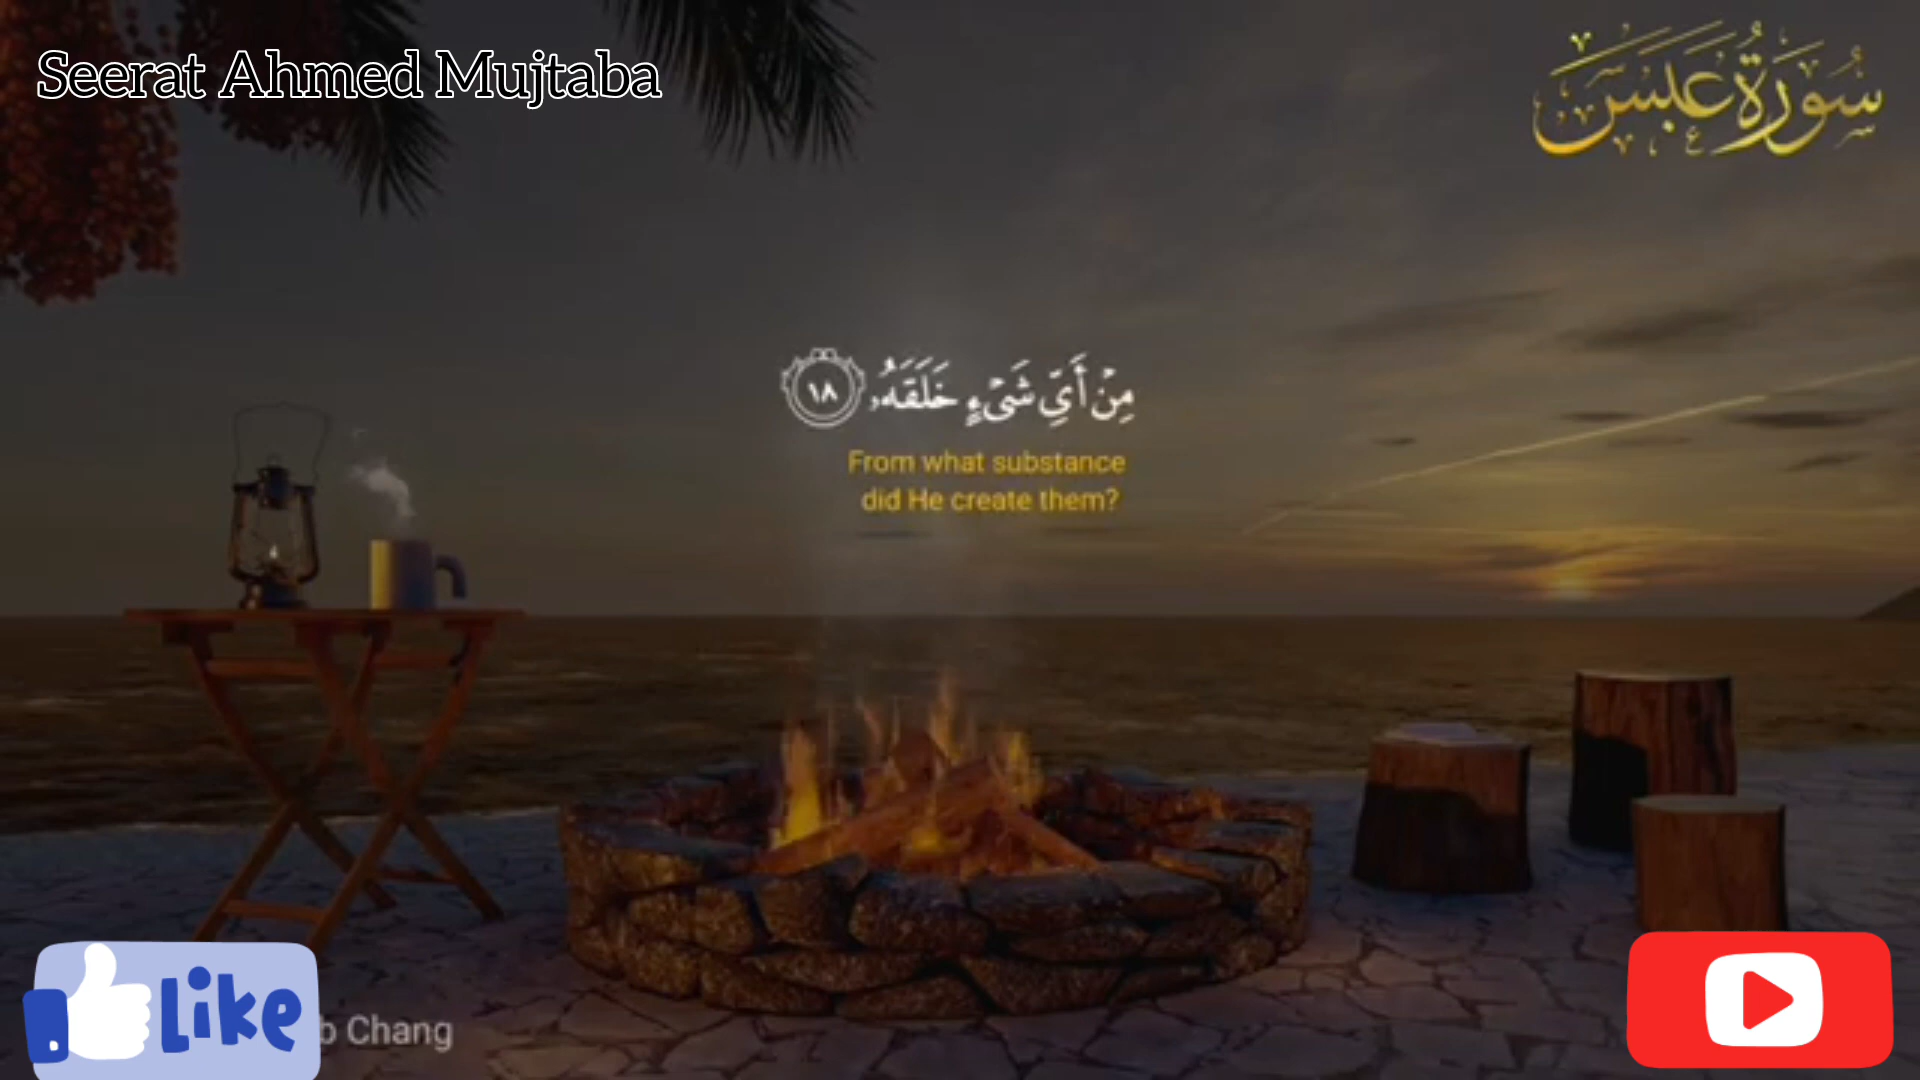 Seerat Ahmed Mujtaba
سُورَةُ عَبَسَ
مِنْ أَيِّ شَيْءٍ خَلَقَهُۥ ١٨
From what substance
did He create them?
Like
b Chang